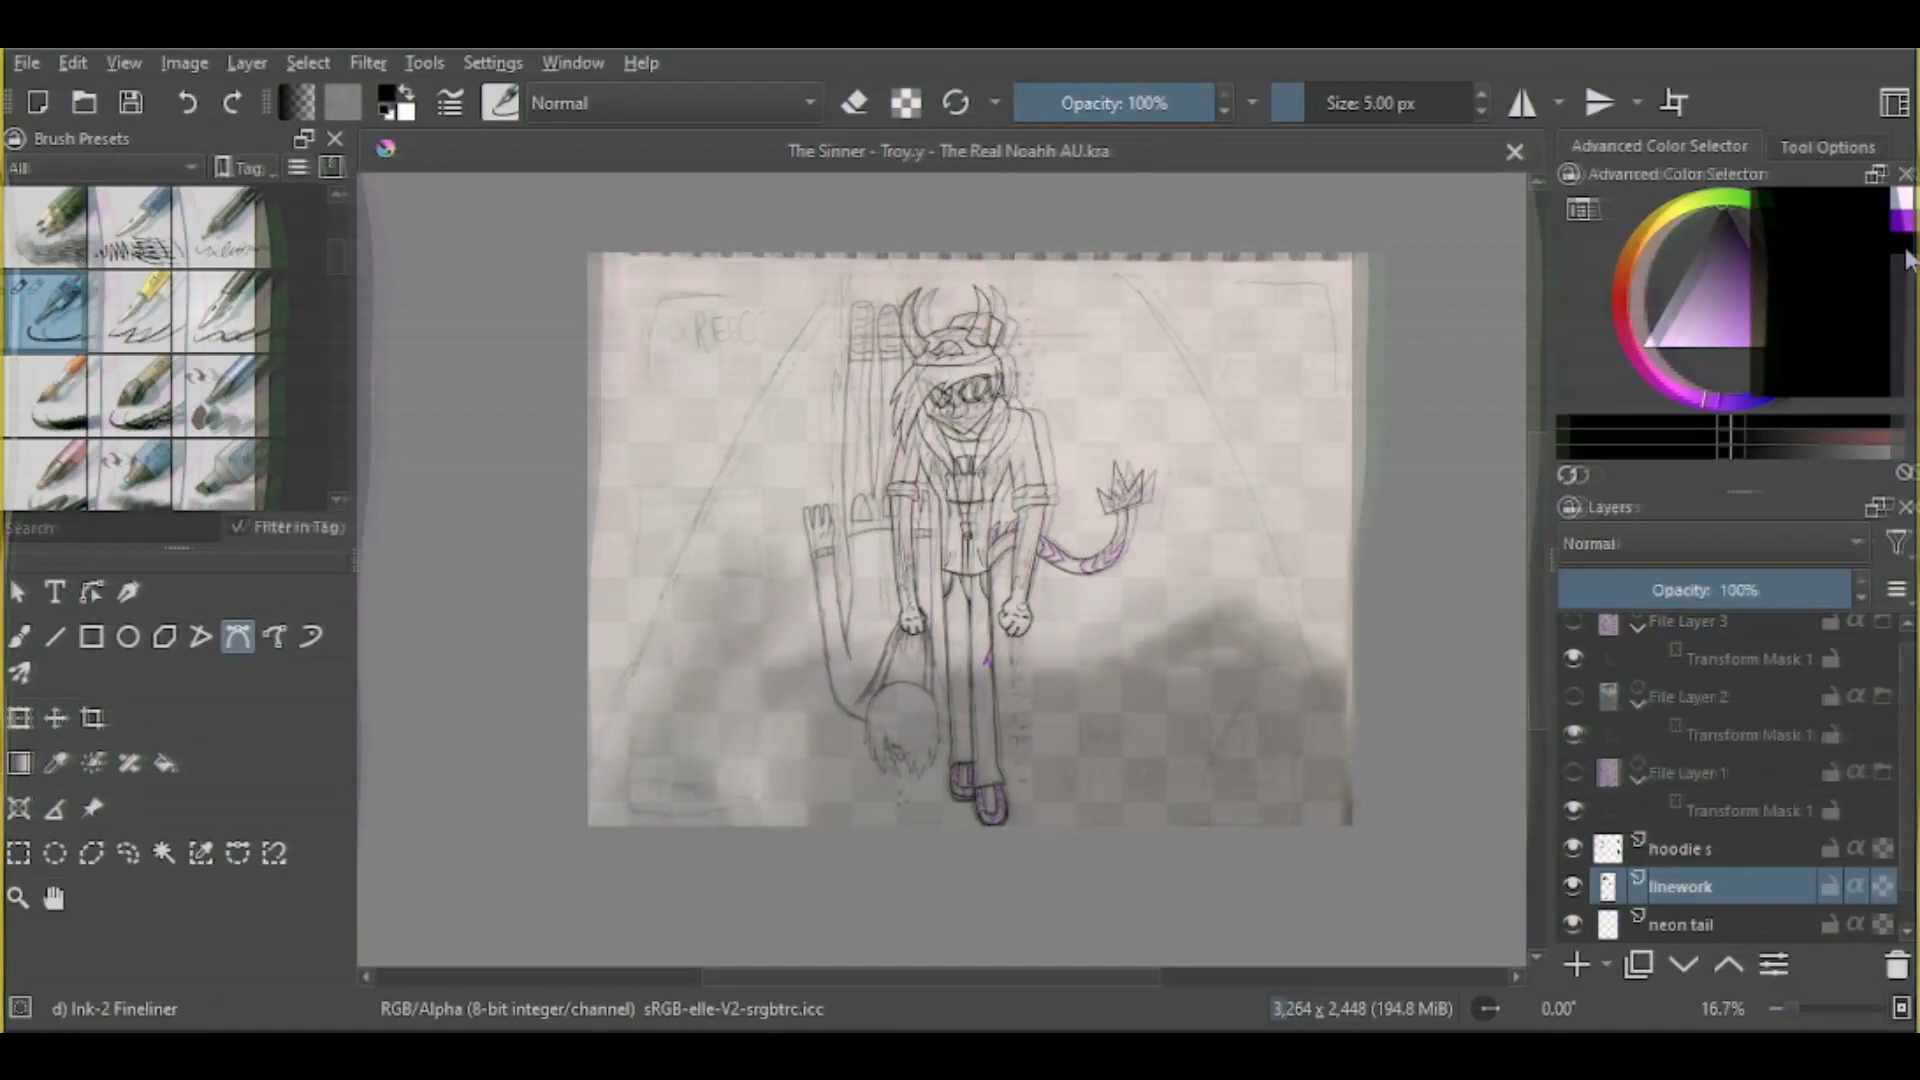 File Edit View Image Layer Select Filter Tools Settings Window Help
Normal
Opacity: 100%
Size: 5.00 px
Brush Presets
The Sinner - Troy.y - The Real Noahh AU.kra
Advanced Color Selector
Tool Options
All
Tag
Advanced Color Selector
REC
Search
Filter in Tag
Layers
Normal
Opacity: 100%
File Layer 3
Transform Mask 1
File Layer 2
Transform Mask 1
File Layer 1
Transform Mask 1
hoodie s
linework
neon tail
d) Ink-2 Fineliner
RGB/Alpha (8-bit integer/channel) sRGB-elle-V2-srgbtrc.icc
3,264 x 2,448 (194.8 MiB)
0.00°
16.7%